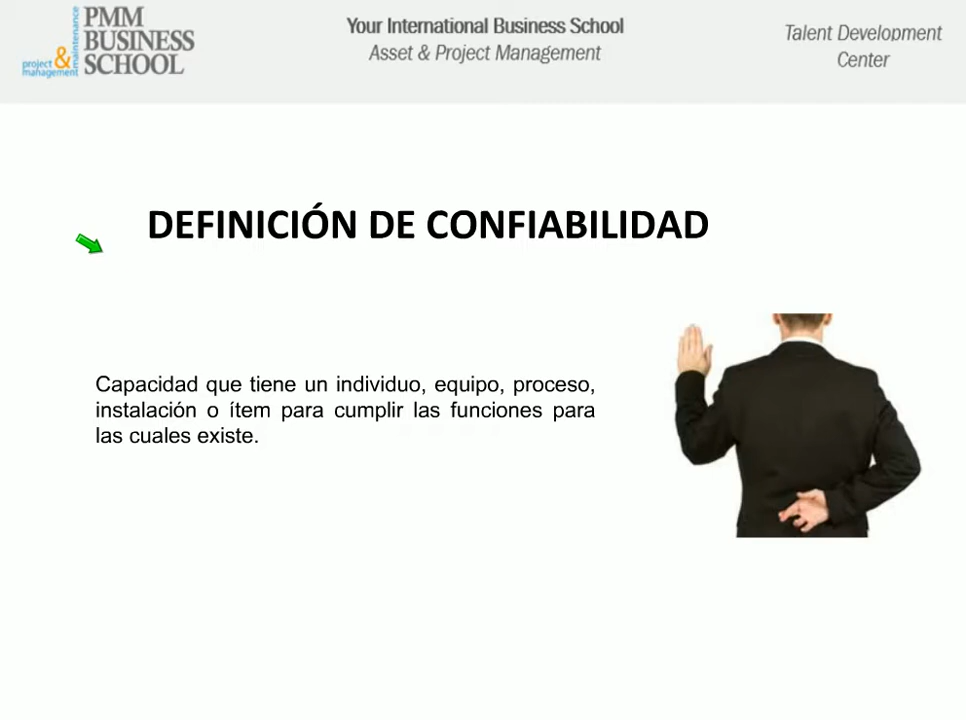 project & management
maintenance
PMM
BUSINESS
SCHOOL
Your International Business School
Asset & Project Management
Talent Development
Center
DEFINICIÓN DE CONFIABILIDAD
Capacidad que tiene un individuo, equipo, proceso,
instalación o ítem para cumplir las funciones para
las cuales existe.